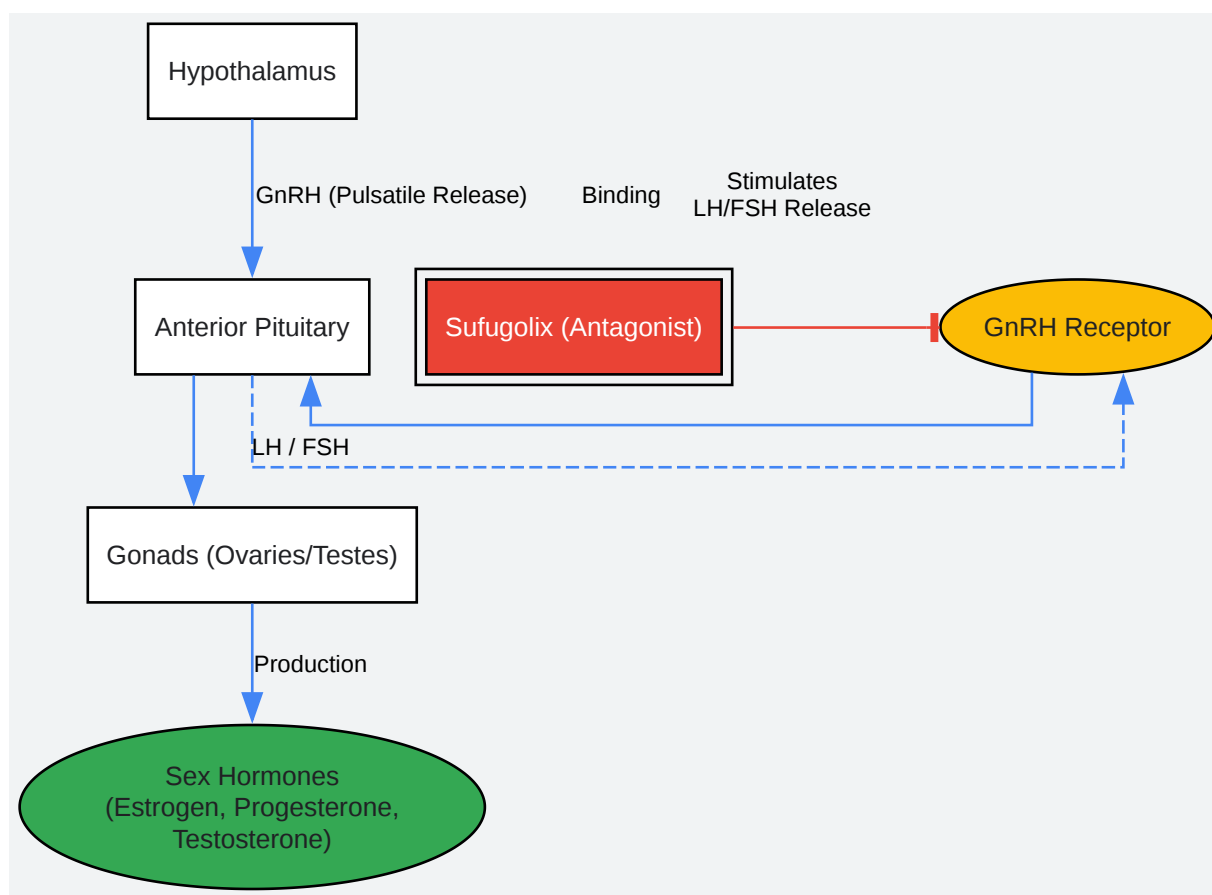 Hypothalamus
GnRH (Pulsatile Release)
Binding
Stimulates
LH/FSH Release
Anterior Pituitary
Sufugolix (Antagonist)
GnRH Receptor
LH / FSH
Gonads (Ovaries/Testes)
Production
Sex Hormones
(Estrogen, Progesterone,
Testosterone)